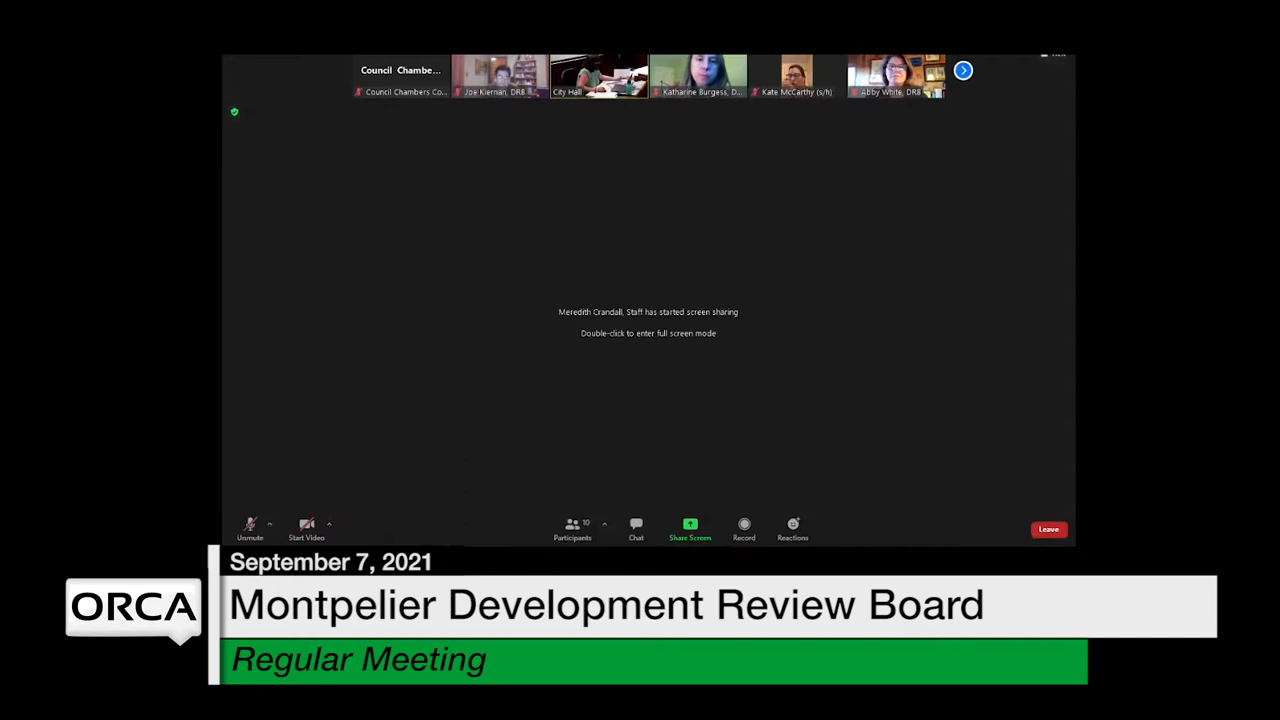 Council Chambe...
Council Chambers Co...
Joe Kiernan, DRB
City Hall
Katharine Burgess, D...
Kate McCarthy (s/h)
Abby White, DRB
Meredith Crandall, Staff has started screen sharing
Double-click to enter full screen mode
Unmute
Start Video
10
Participants
Chat
Share Screen
Record
Reactions
Leave
September 7, 2021
ORCA
Montpelier Development Review Board
Regular Meeting